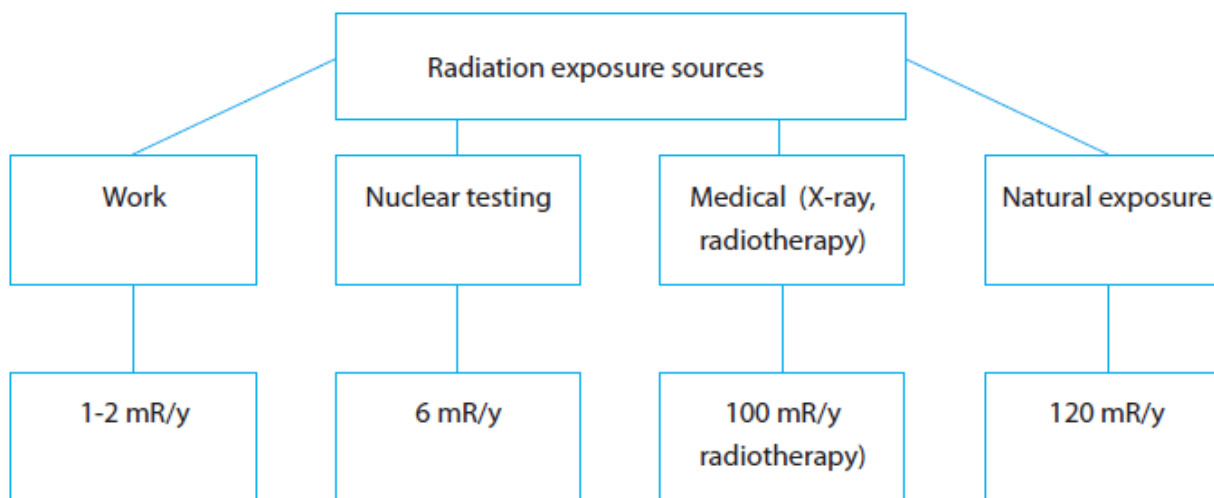 Radiation exposure sources
Work
Nuclear testing
Medical (X-ray,
radiotherapy)
Natural exposure
1-2 mR/y
6 mR/y
100 mR/y
radiotherapy)
120 mR/y